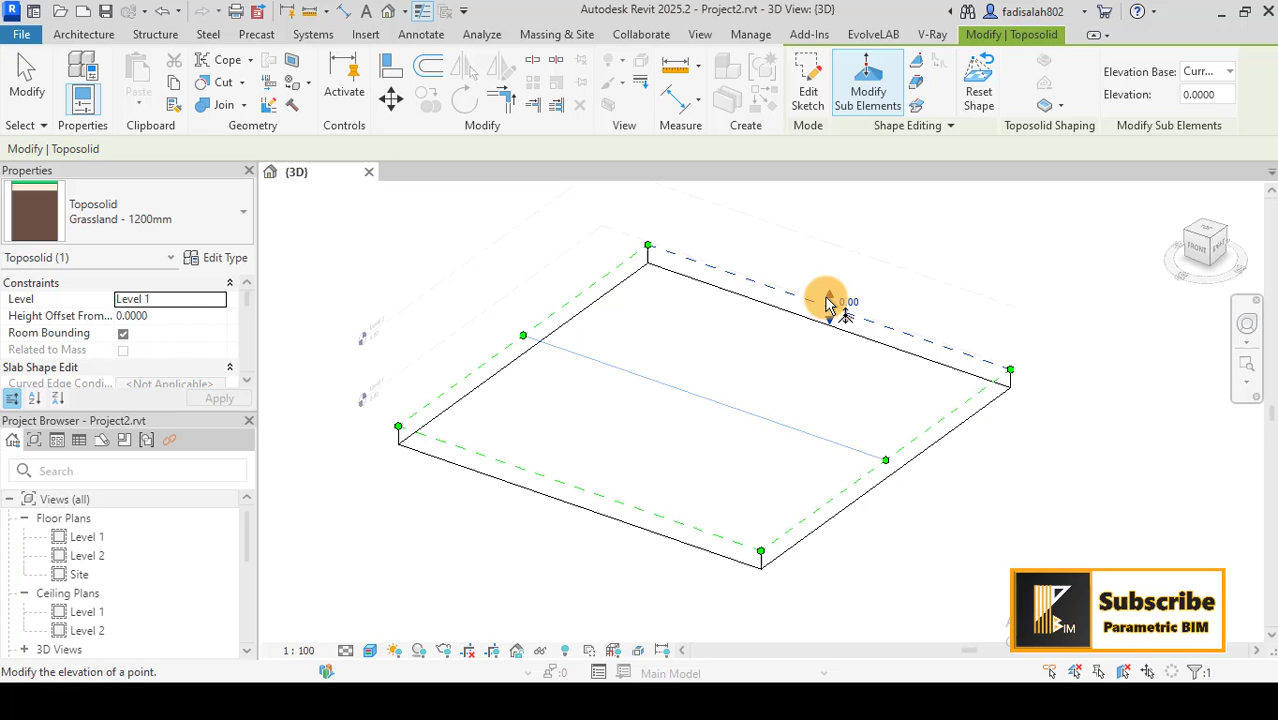 Autodesk Revit 2025.2 - Project2.rvt - 3D View: {3D}
fadisalah802
File
Architecture
Structure
Steel
Precast
Systems
Insert
Annotate
Analyze
Massing & Site
Collaborate
View
Manage
Add-Ins
EvolveLAB
V-Ray
Modify | Toposolid
Modify
Paste
Cope
Cut
Join
Activate
Edit
Sketch
Modify
Sub Elements
Reset
Shape
Elevation Base: Curr...
Elevation: 0.0000
Select
Properties
Clipboard
Geometry
Controls
Modify
View
Measure
Create
Mode
Shape Editing
Toposolid Shaping
Modify Sub Elements
Modify | Toposolid
Properties
Toposolid
Grassland - 1200mm
Toposolid (1)
Edit Type
Constraints
Level Level 1
Height Offset From... 0.0000
Room Bounding
Related to Mass
Slab Shape Edit
Curved Edge Condi... <Not Applicable>
Apply
Project Browser - Project2.rvt
Search
Views (all)
Floor Plans
Level 1
Level 2
Site
Ceiling Plans
Level 1
Level 2
3D Views
{3D}
0.00
TOP
FRONT
Subscribe
Parametric BIM
BIM
1 : 100
Modify the elevation of a point.
:0
Main Model
:1